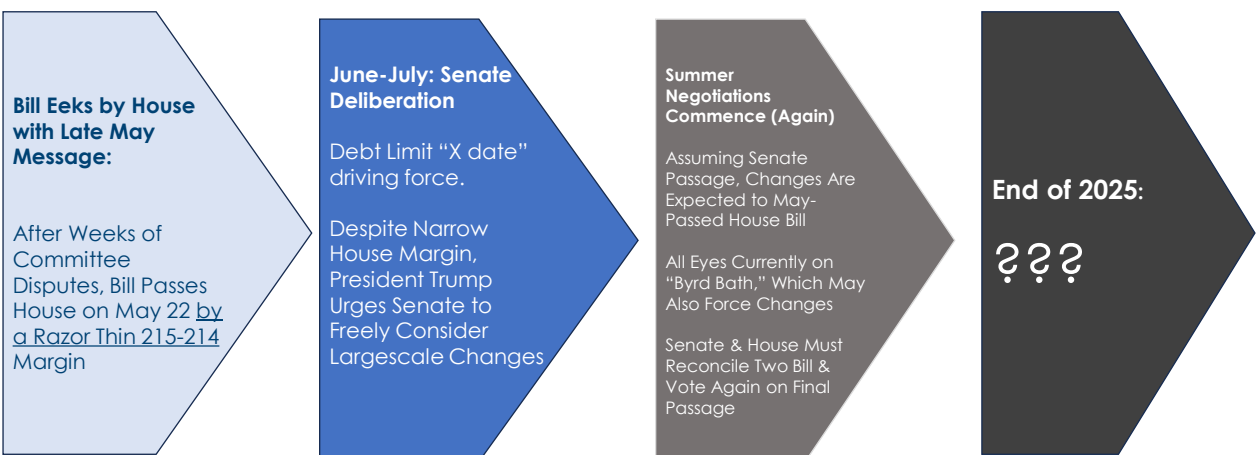 Bill Eeks by House
with Late May
Message:
After Weeks of
Committee
Disputes, Bill Passes
House on May 22 by
a Razor Thin 215-214
Margin
June-July: Senate
Deliberation
Debt Limit “X date”
driving force.
Despite Narrow
House Margin,
President Trump
Urges Senate to
Freely Consider
Largescale Changes
Summer
Negotiations
Commence (Again)
Assuming Senate
Passage, Changes Are
Expected to May-
Passed House Bill
All Eyes Currently on
“Byrd Bath,” Which May
Also Force Changes
Senate & House Must
Reconcile Two Bill &
Vote Again on Final
Passage
End of 2025:
???